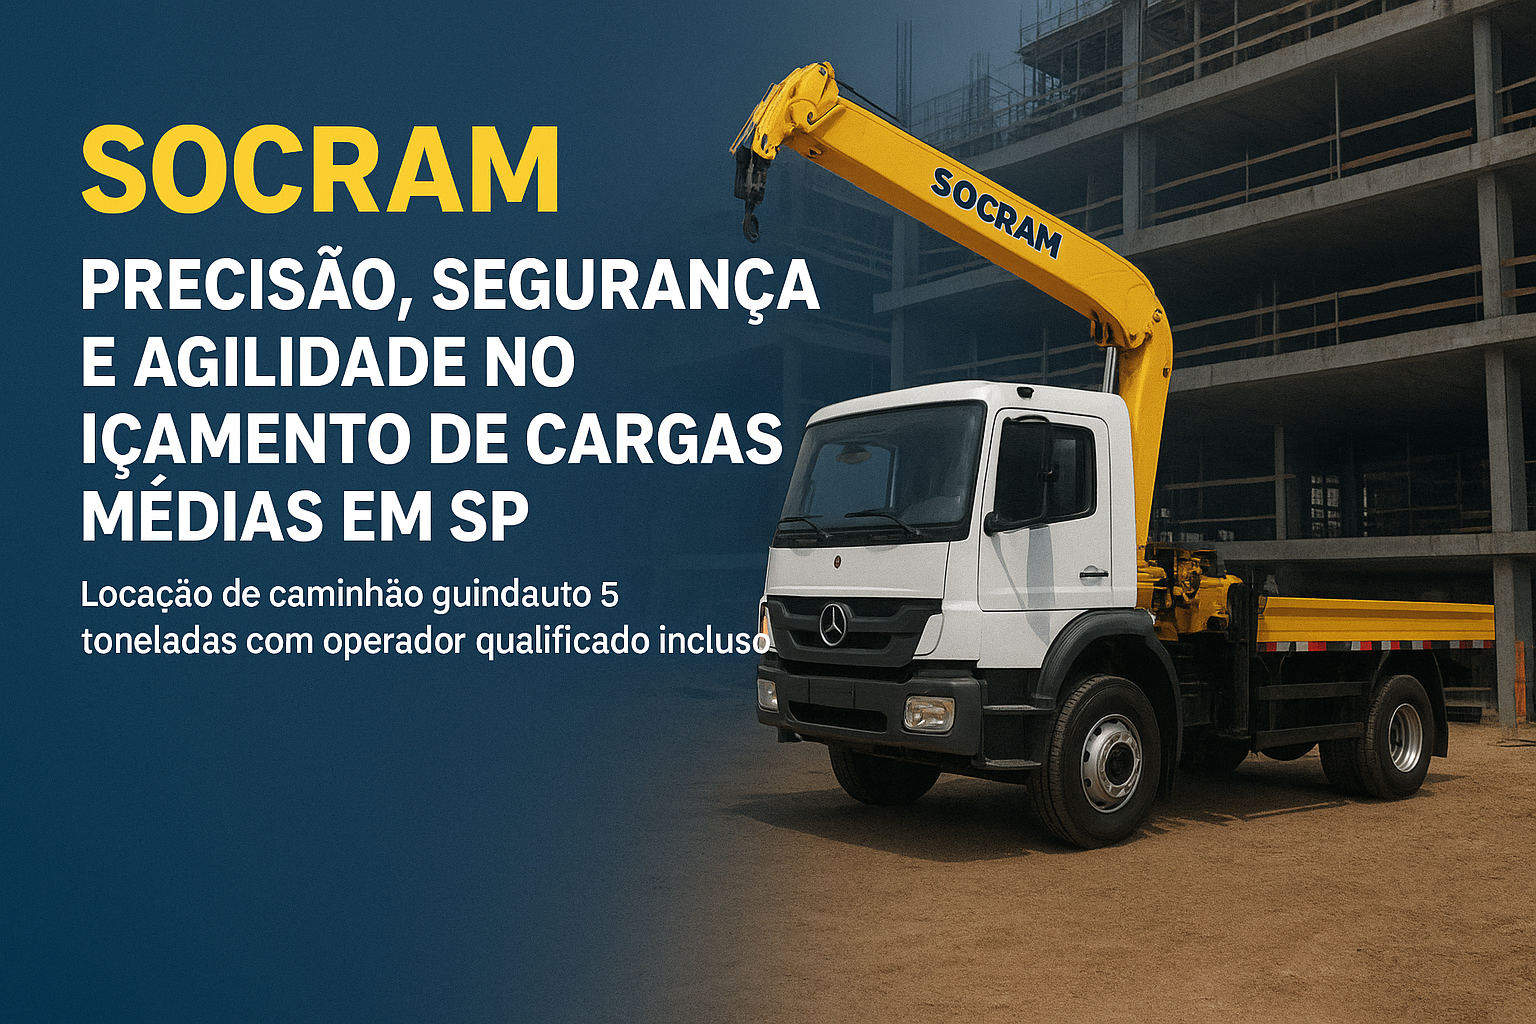 SOCRAM
PRECISÃO, SEGURANÇA
E AGILIDADE NO
IÇAMENTO DE CARGAS
MÉDIAS EM SP
Locação de caminhão guindauto 5
toneladas com operador qualificado incluso
SOCRAM